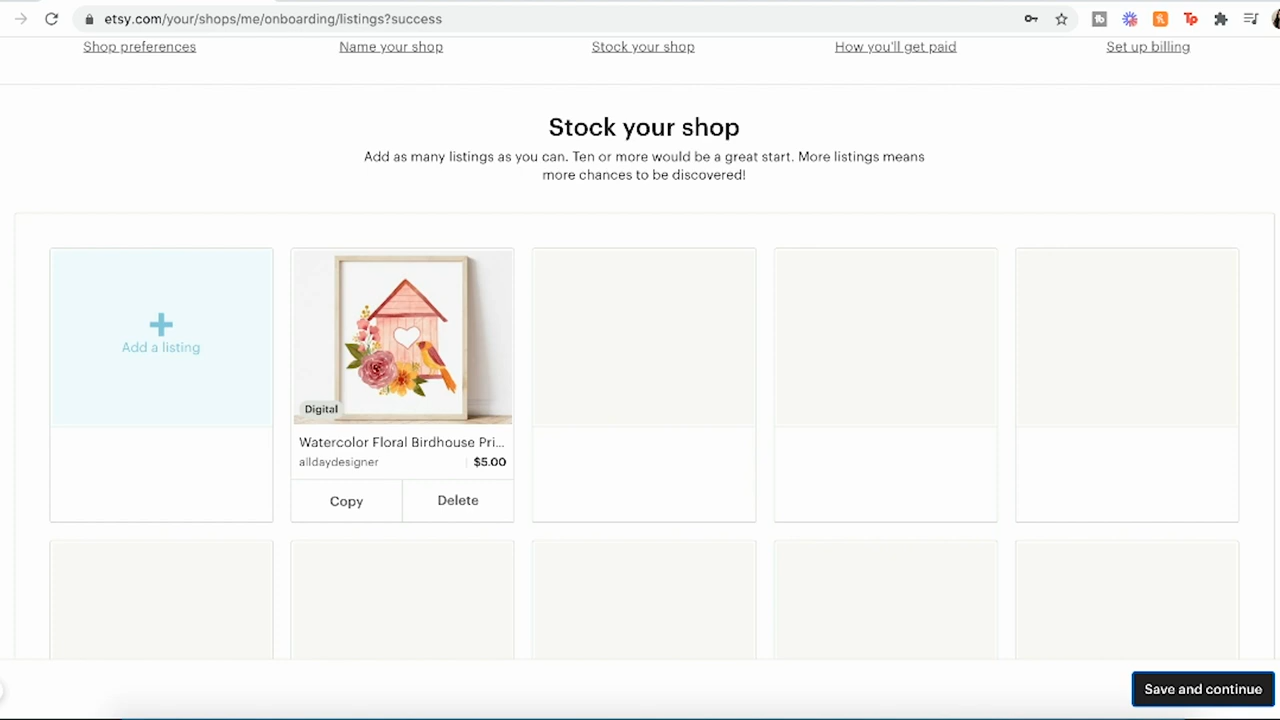 etsy.com/your/shops/me/onboarding/listings?success
Shop preferences
Name your shop
Stock your shop
How you'll get paid
Set up billing
Stock your shop
Add as many listings as you can. Ten or more would be a great start. More listings means
more chances to be discovered!
Add a listing
Digital
Watercolor Floral Birdhouse Pri...
alldaydesigner
$5.00
Copy
Delete
Save and continue